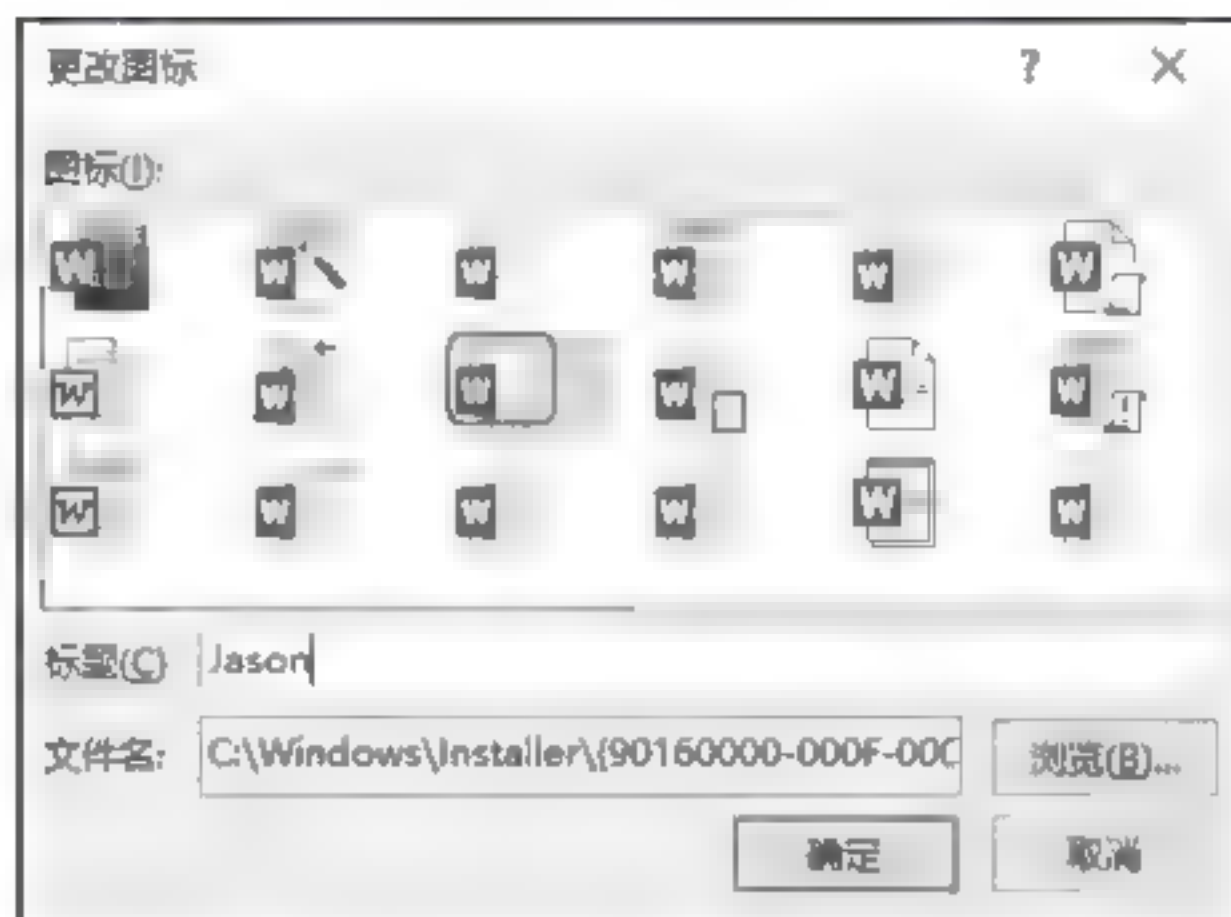 更改图标 ? ×
图标(I):
标题(C) Jason
文件名: C:\Windows\Installer\{90160000-000F-00C 浏览(B)...
确定 取消